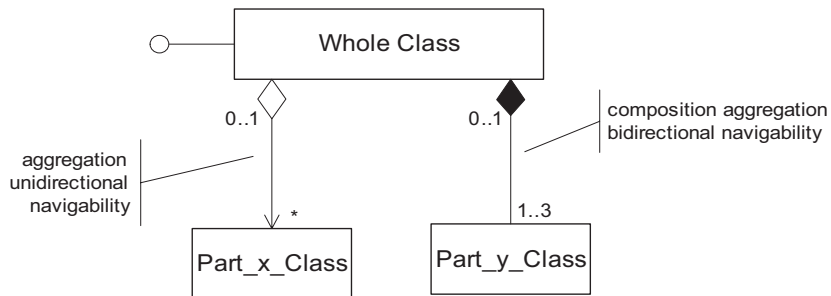 Whole Class
0..1
0..1
composition aggregation
bidirectional navigability
aggregation
unidirectional
navigability
*
1..3
Part_x_Class
Part_y_Class